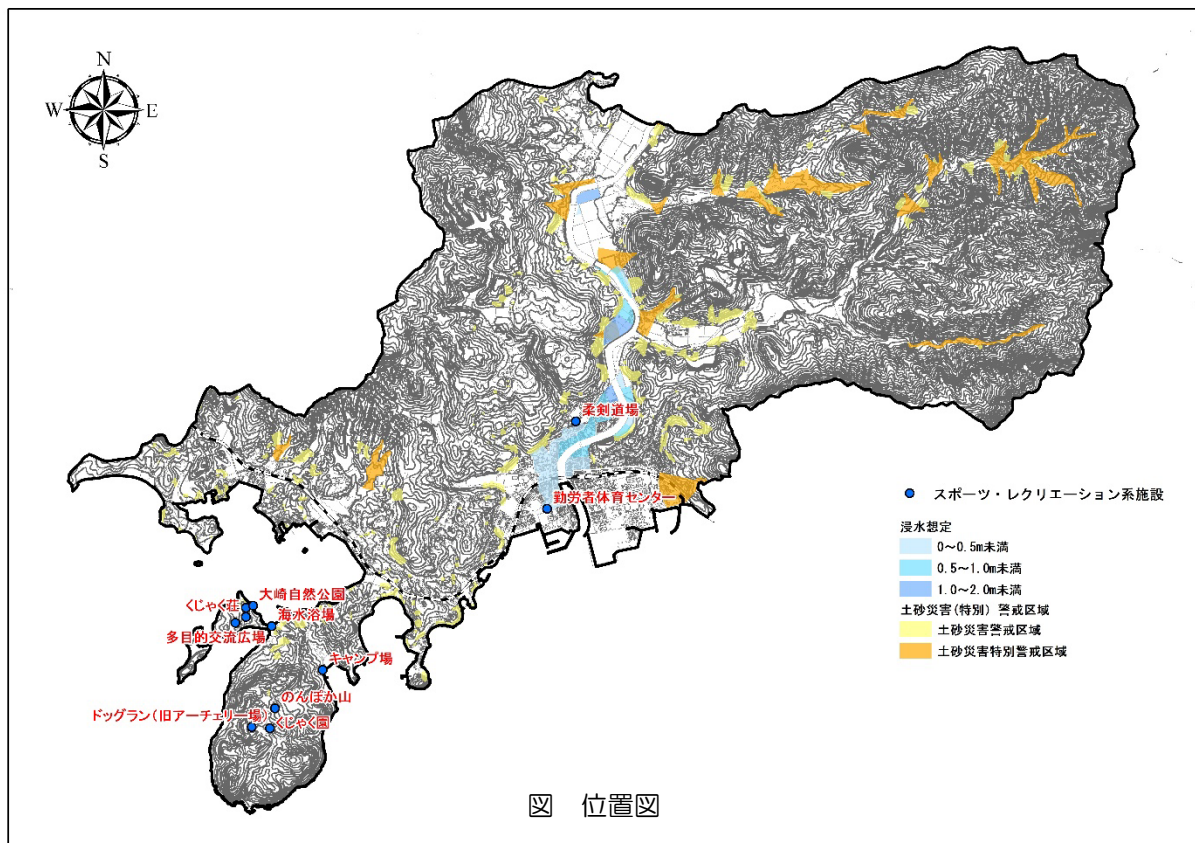 N
W E
S
柔剣道場
勤労者体育センター
スポーツ・レクリエーション系施設
浸水想定
0～0.5m未満
0.5～1.0m未満
1.0～2.0m未満
土砂災害(特別) 警戒区域
土砂災害警戒区域
土砂災害特別警戒区域
大崎自然公園
くじゃく荘
海水浴場
多目的交流広場
キャンプ場
のんぽか山
ドッグラン(旧アーチェリー場)
くじゃく園
図 位置図